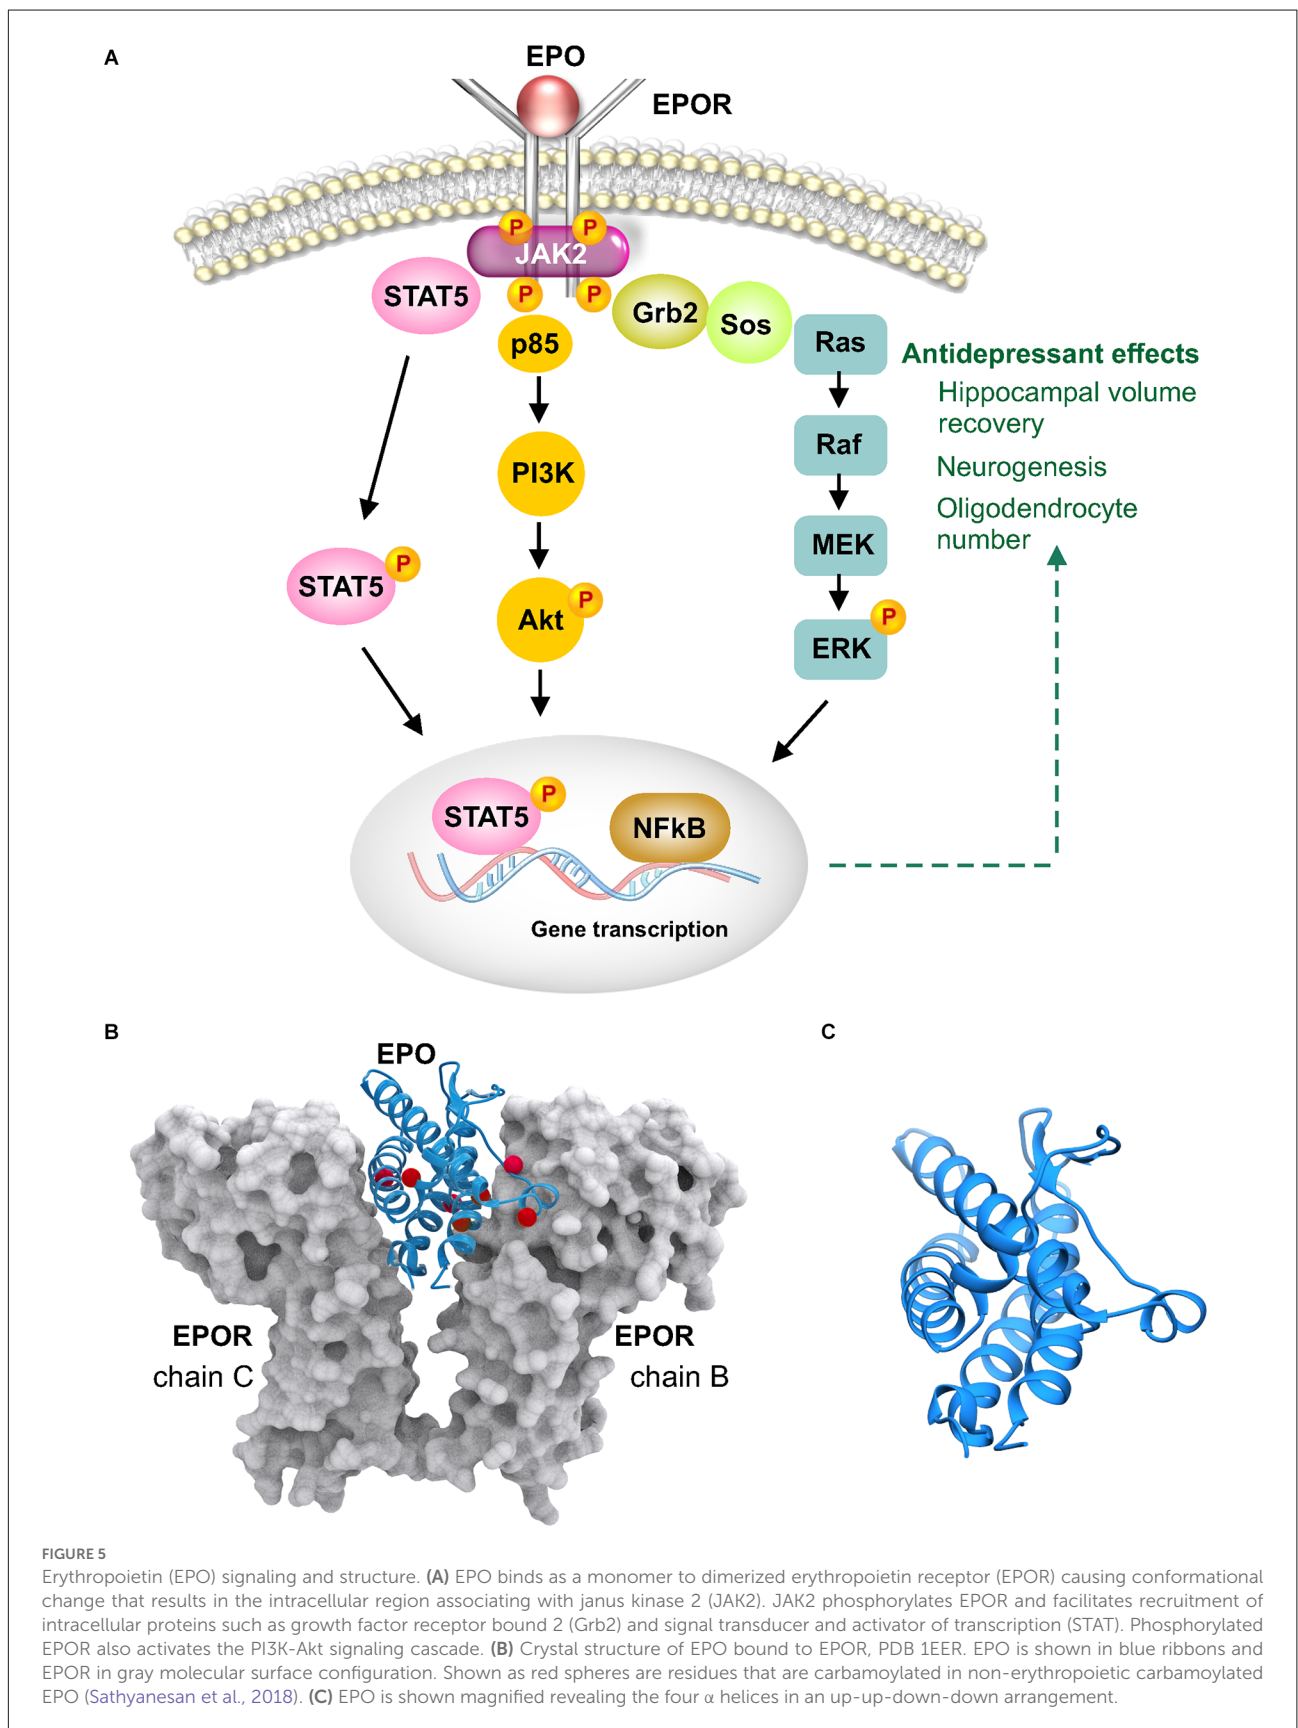 A
EPO
EPOR
P
P
JAK2
STAT5
P
P
Grb2
Sos
p85
Ras
Antidepressant effects
Hippocampal volume
recovery
Raf
PI3K
Neurogenesis
Oligodendrocyte
number
MEK
STAT5
P
Akt
P
ERK
P
STAT5
P
NFkB
Gene transcription
B
EPO
EPOR
chain C
EPOR
chain B
C
FIGURE 5
Erythropoietin (EPO) signaling and structure. (A) EPO binds as a monomer to dimerized erythropoietin receptor (EPOR) causing conformational
change that results in the intracellular region associating with janus kinase 2 (JAK2). JAK2 phosphorylates EPOR and facilitates recruitment of
intracellular proteins such as growth factor receptor bound 2 (Grb2) and signal transducer and activator of transcription (STAT). Phosphorylated
EPOR also activates the PI3K-Akt signaling cascade. (B) Crystal structure of EPO bound to EPOR, PDB 1EER. EPO is shown in blue ribbons and
EPOR in gray molecular surface configuration. Shown as red spheres are residues that are carbamoylated in non-erythropoietic carbamoylated
EPO (Sathyanesan et al., 2018). (C) EPO is shown magnified revealing the four α helices in an up-up-down-down arrangement.